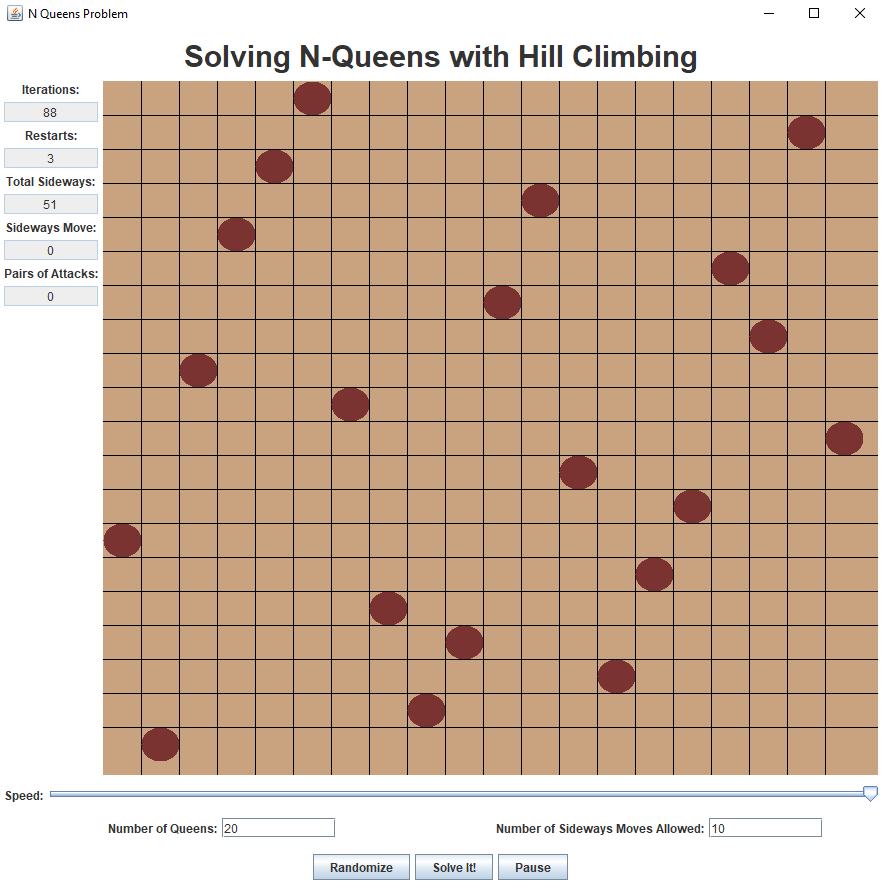 N Queens Problem
Solving N-Queens with Hill Climbing
Iterations:
88
Restarts:
3
Total Sideways:
51
Sideways Move:
0
Pairs of Attacks:
0
Speed:
Number of Queens: 20 Number of Sideways Moves Allowed: 10
Randomize Solve It! Pause